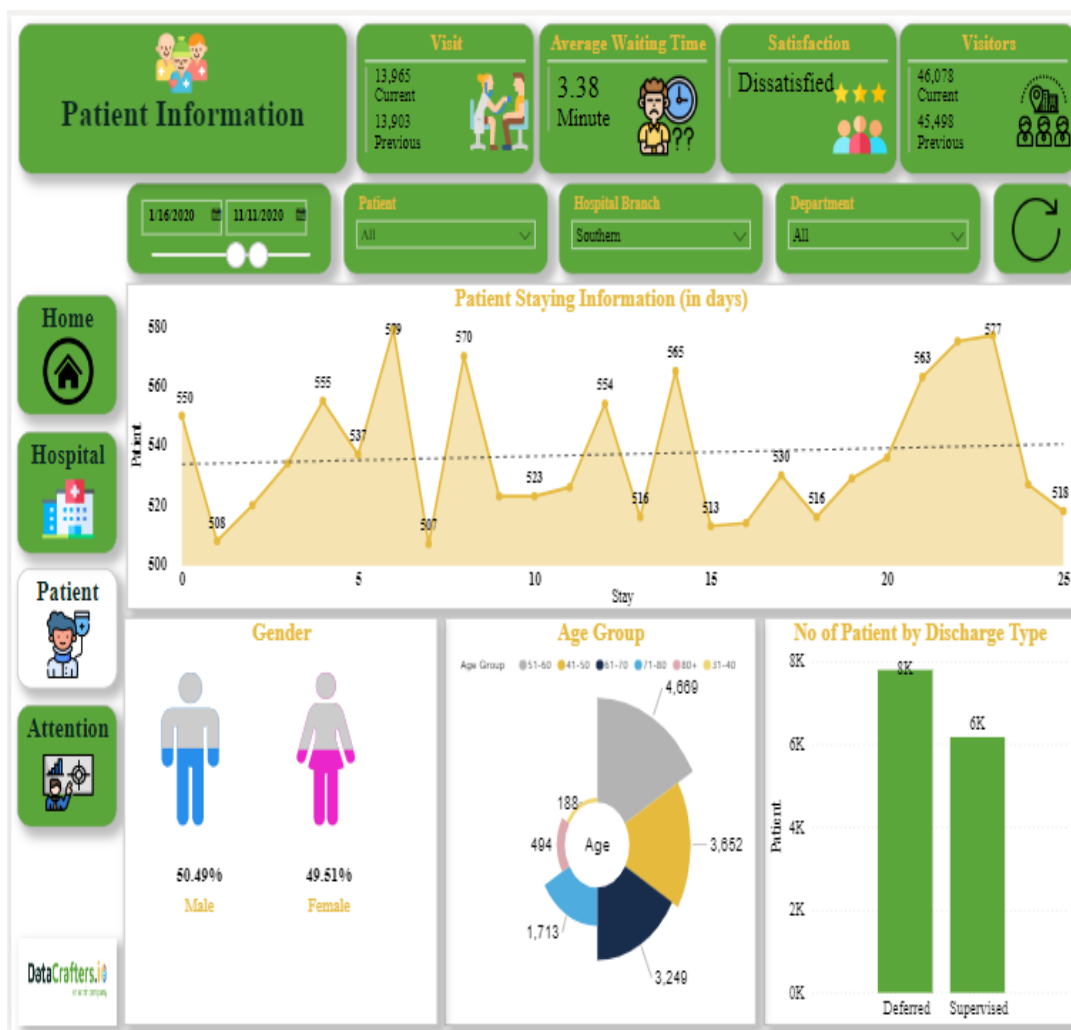 Patient Information
Visit
13,965
Current
13,903
Previous
Average Waiting Time
3.38
Minute
??
Satisfaction
Dissatisfied
Visitors
46,078
Current
45,498
Previous
1/16/2020
11/11/2020
Patient
All
Hospital Branch
Southern
Department
All
Home
Hospital
Patient
Attention
DataCrafters.io
Patient Staying Information (in days)
580
560
540
520
500
Patient
550
508
555
537
579
507
570
523
554
516
565
513
530
516
563
577
518
0
5
10
15
20
25
Stay
Gender
50.49%
Male
49.51%
Female
Age Group
Age Group 51-60 41-50 61-70 71-80 80+ 31-40
4,669
3,652
3,249
1,713
494
188
Age
No of Patient by Discharge Type
8K
6K
4K
2K
0K
Patient
8K
6K
Deferred
Supervised